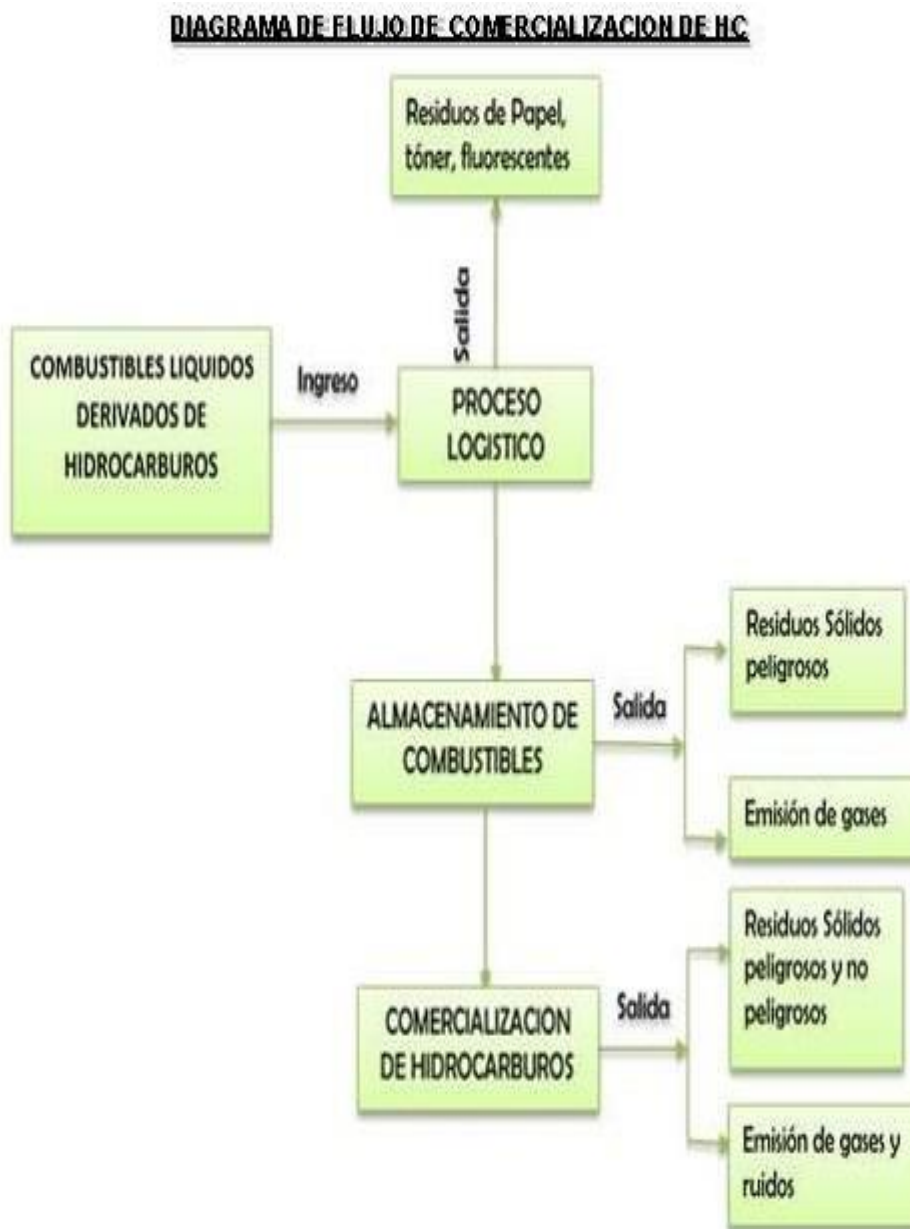 DIAGRAMA DE FLUJO DE COMERCIALIZACION DE HC
Residuos de Papel,
tóner, fluorescentes
Salida
COMBUSTIBLES LIQUIDOS
DERIVADOS DE
HIDROCARBUROS
Ingreso
PROCESO
LOGISTICO
ALMACENAMIENTO DE
COMBUSTIBLES
Salida
Residuos Sólidos
peligrosos
Emisión de gases
COMERCIALIZACION
DE HIDROCARBUROS
Salida
Residuos Sólidos
peligrosos y no
peligrosos
Emisión de gases y
ruidos